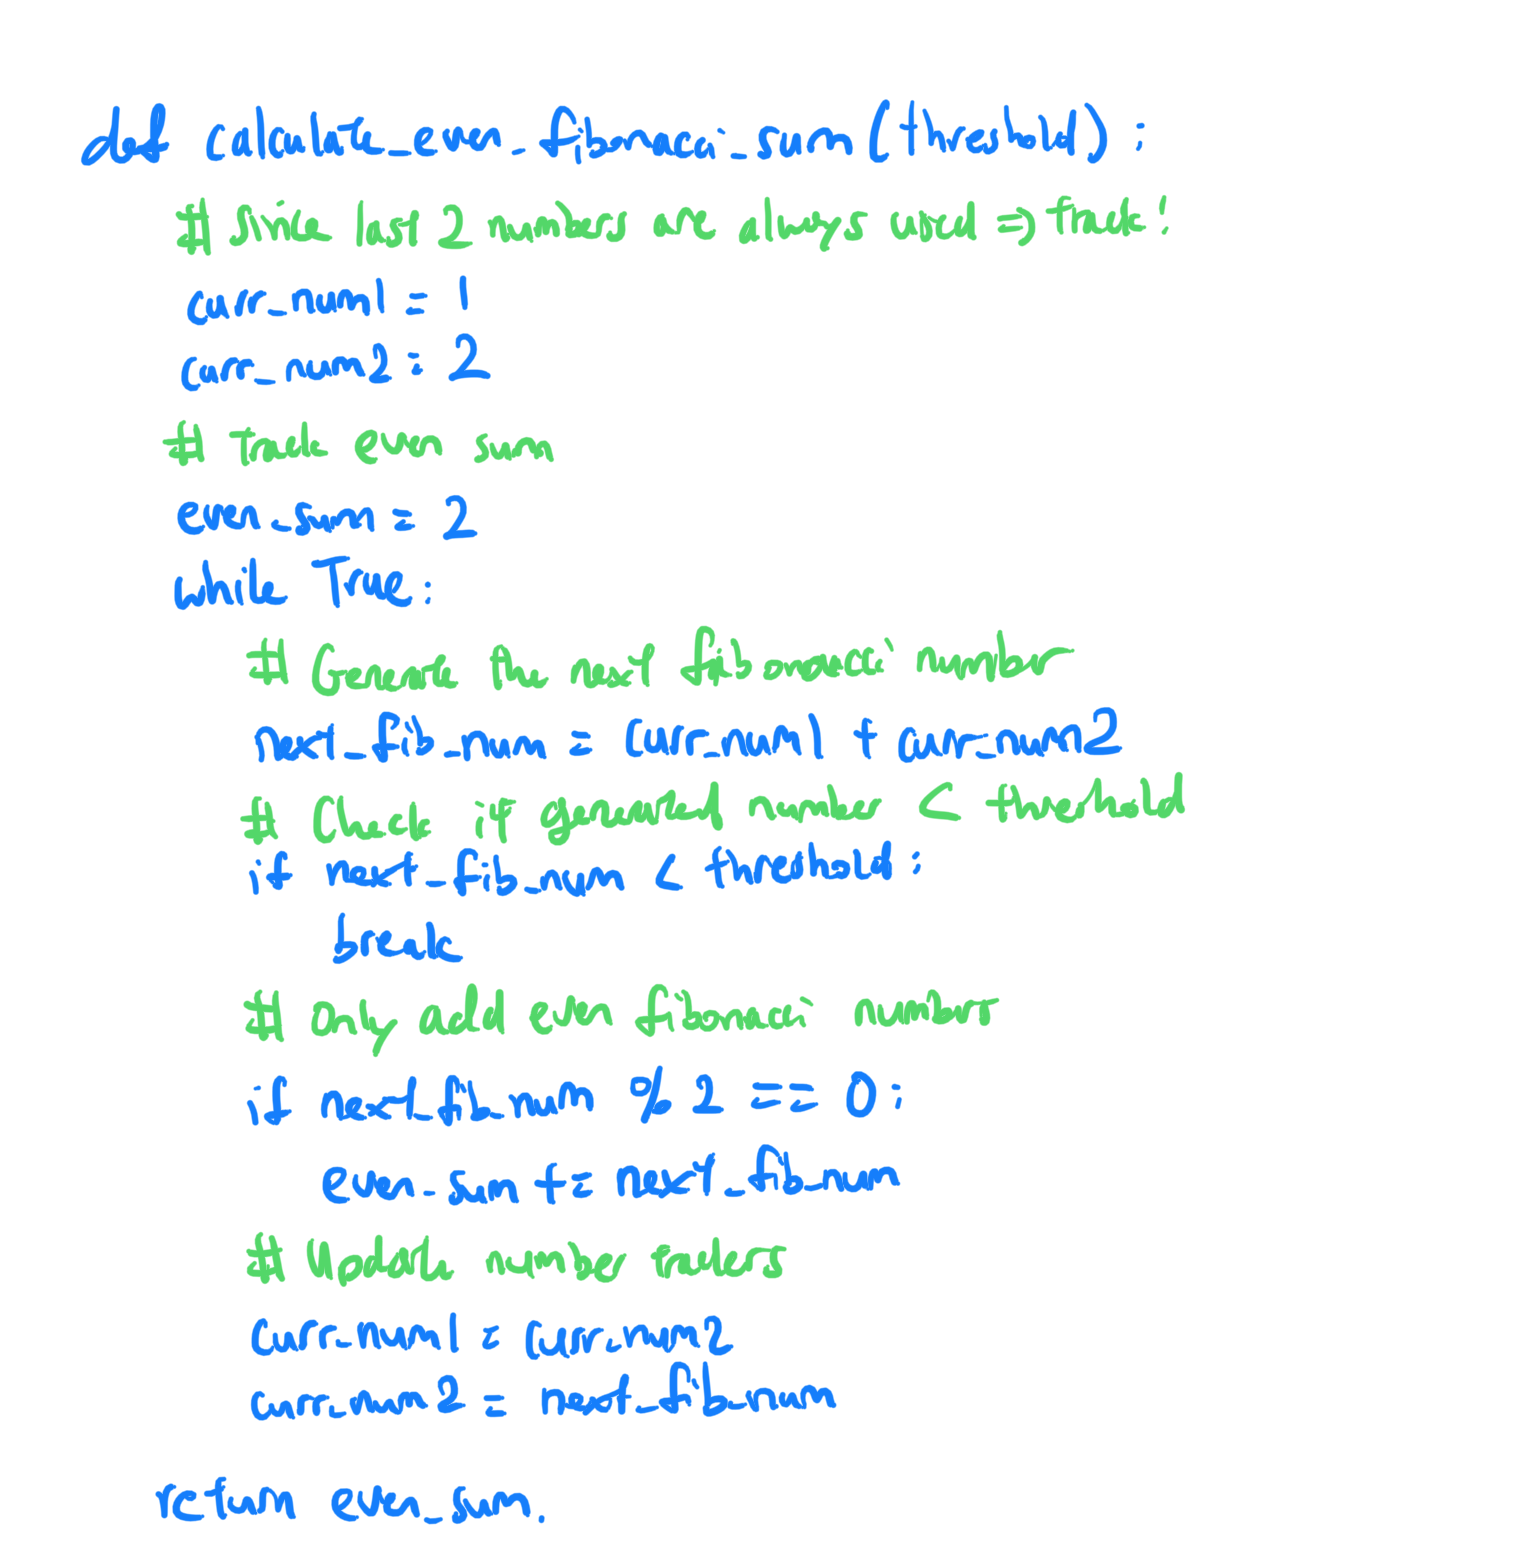 def calculate_even_fibonacci_sum(threshold):
# Since last 2 numbers are always used => track!
curr_num1 = 1
curr_num2 = 2
# Track even sum
even_sum = 2
while True:
# Generate the next fibonacci number
next_fib_num = curr_num1 + curr_num2
# Check if generated number < threshold
if next_fib_num < threshold:
break
# Only add even fibonacci numbers
if next_fib_num % 2 == 0:
even_sum += next_fib_num
# Update number trackers
curr_num1 = curr_num2
curr_num2 = next_fib_num
return even_sum.